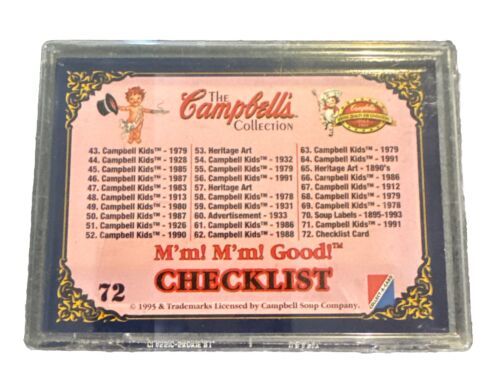 The
Campbell's
Collection
Campbell's
43. Campbell Kids™ - 1979
44. Campbell Kids™ - 1928
45. Campbell Kids™ - 1985
46. Campbell Kids™ - 1987
47. Campbell Kids™ - 1983
48. Campbell Kids™ - 1913
49. Campbell Kids™ - 1980
50. Campbell Kids™ - 1987
51. Campbell Kids™ - 1926
52. Campbell Kids™ - 1990
53. Heritage Art
54. Campbell Kids™ - 1932
55. Campbell Kids™ - 1979
56. Campbell Kids™ - 1991
57. Heritage Art
58. Campbell Kids™ - 1978
59. Campbell Kids™ - 1931
60. Advertisement - 1933
61. Campbell Kids™ - 1986
62. Campbell Kids™ - 1988
63. Campbell Kids™ - 1979
64. Campbell Kids™ - 1991
65. Heritage Art - 1890's
66. Campbell Kids™ - 1986
67. Campbell Kids™ - 1912
68. Campbell Kids™ - 1979
69. Campbell Kids™ - 1978
70. Soup Labels - 1895-1993
71. Campbell Kids™ - 1991
72. Checklist Card
M'm! M'm! Good!™
CHECKLIST
72
© 1995 & Trademarks Licensed by Campbell Soup Company.